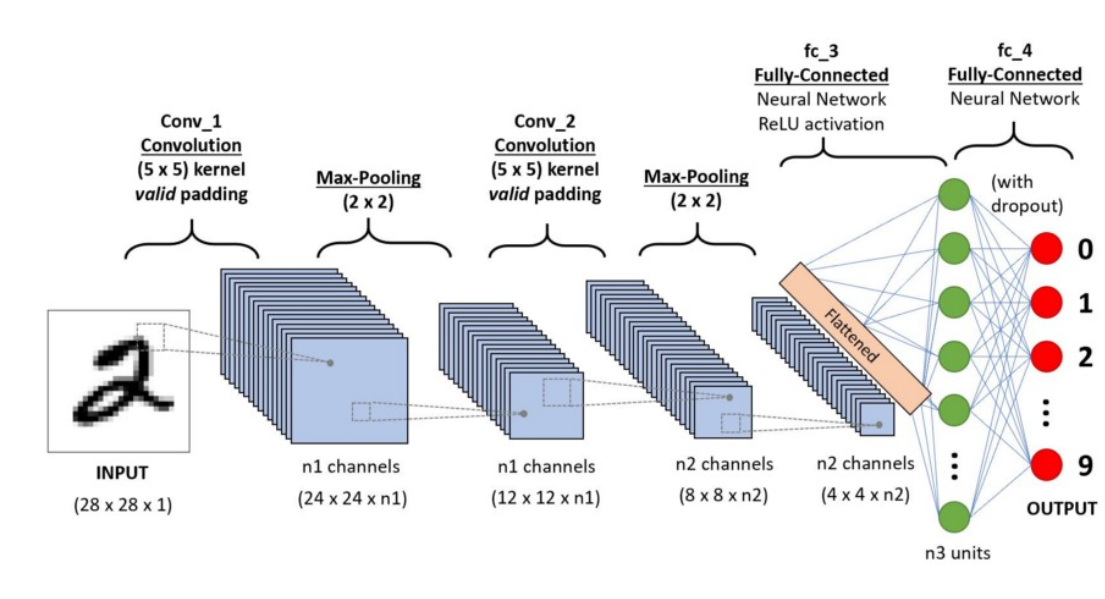 Conv_1
Convolution
(5 x 5) kernel
valid padding
Max-Pooling
(2 x 2)
Conv_2
Convolution
(5 x 5) kernel
valid padding
Max-Pooling
(2 x 2)
fc_3
Fully-Connected
Neural Network
ReLU activation
fc_4
Fully-Connected
Neural Network
(with
dropout)
Flattened
0
1
2
9
OUTPUT
INPUT
(28 x 28 x 1)
n1 channels
(24 x 24 x n1)
n1 channels
(12 x 12 x n1)
n2 channels
(8 x 8 x n2)
n2 channels
(4 x 4 x n2)
n3 units
2